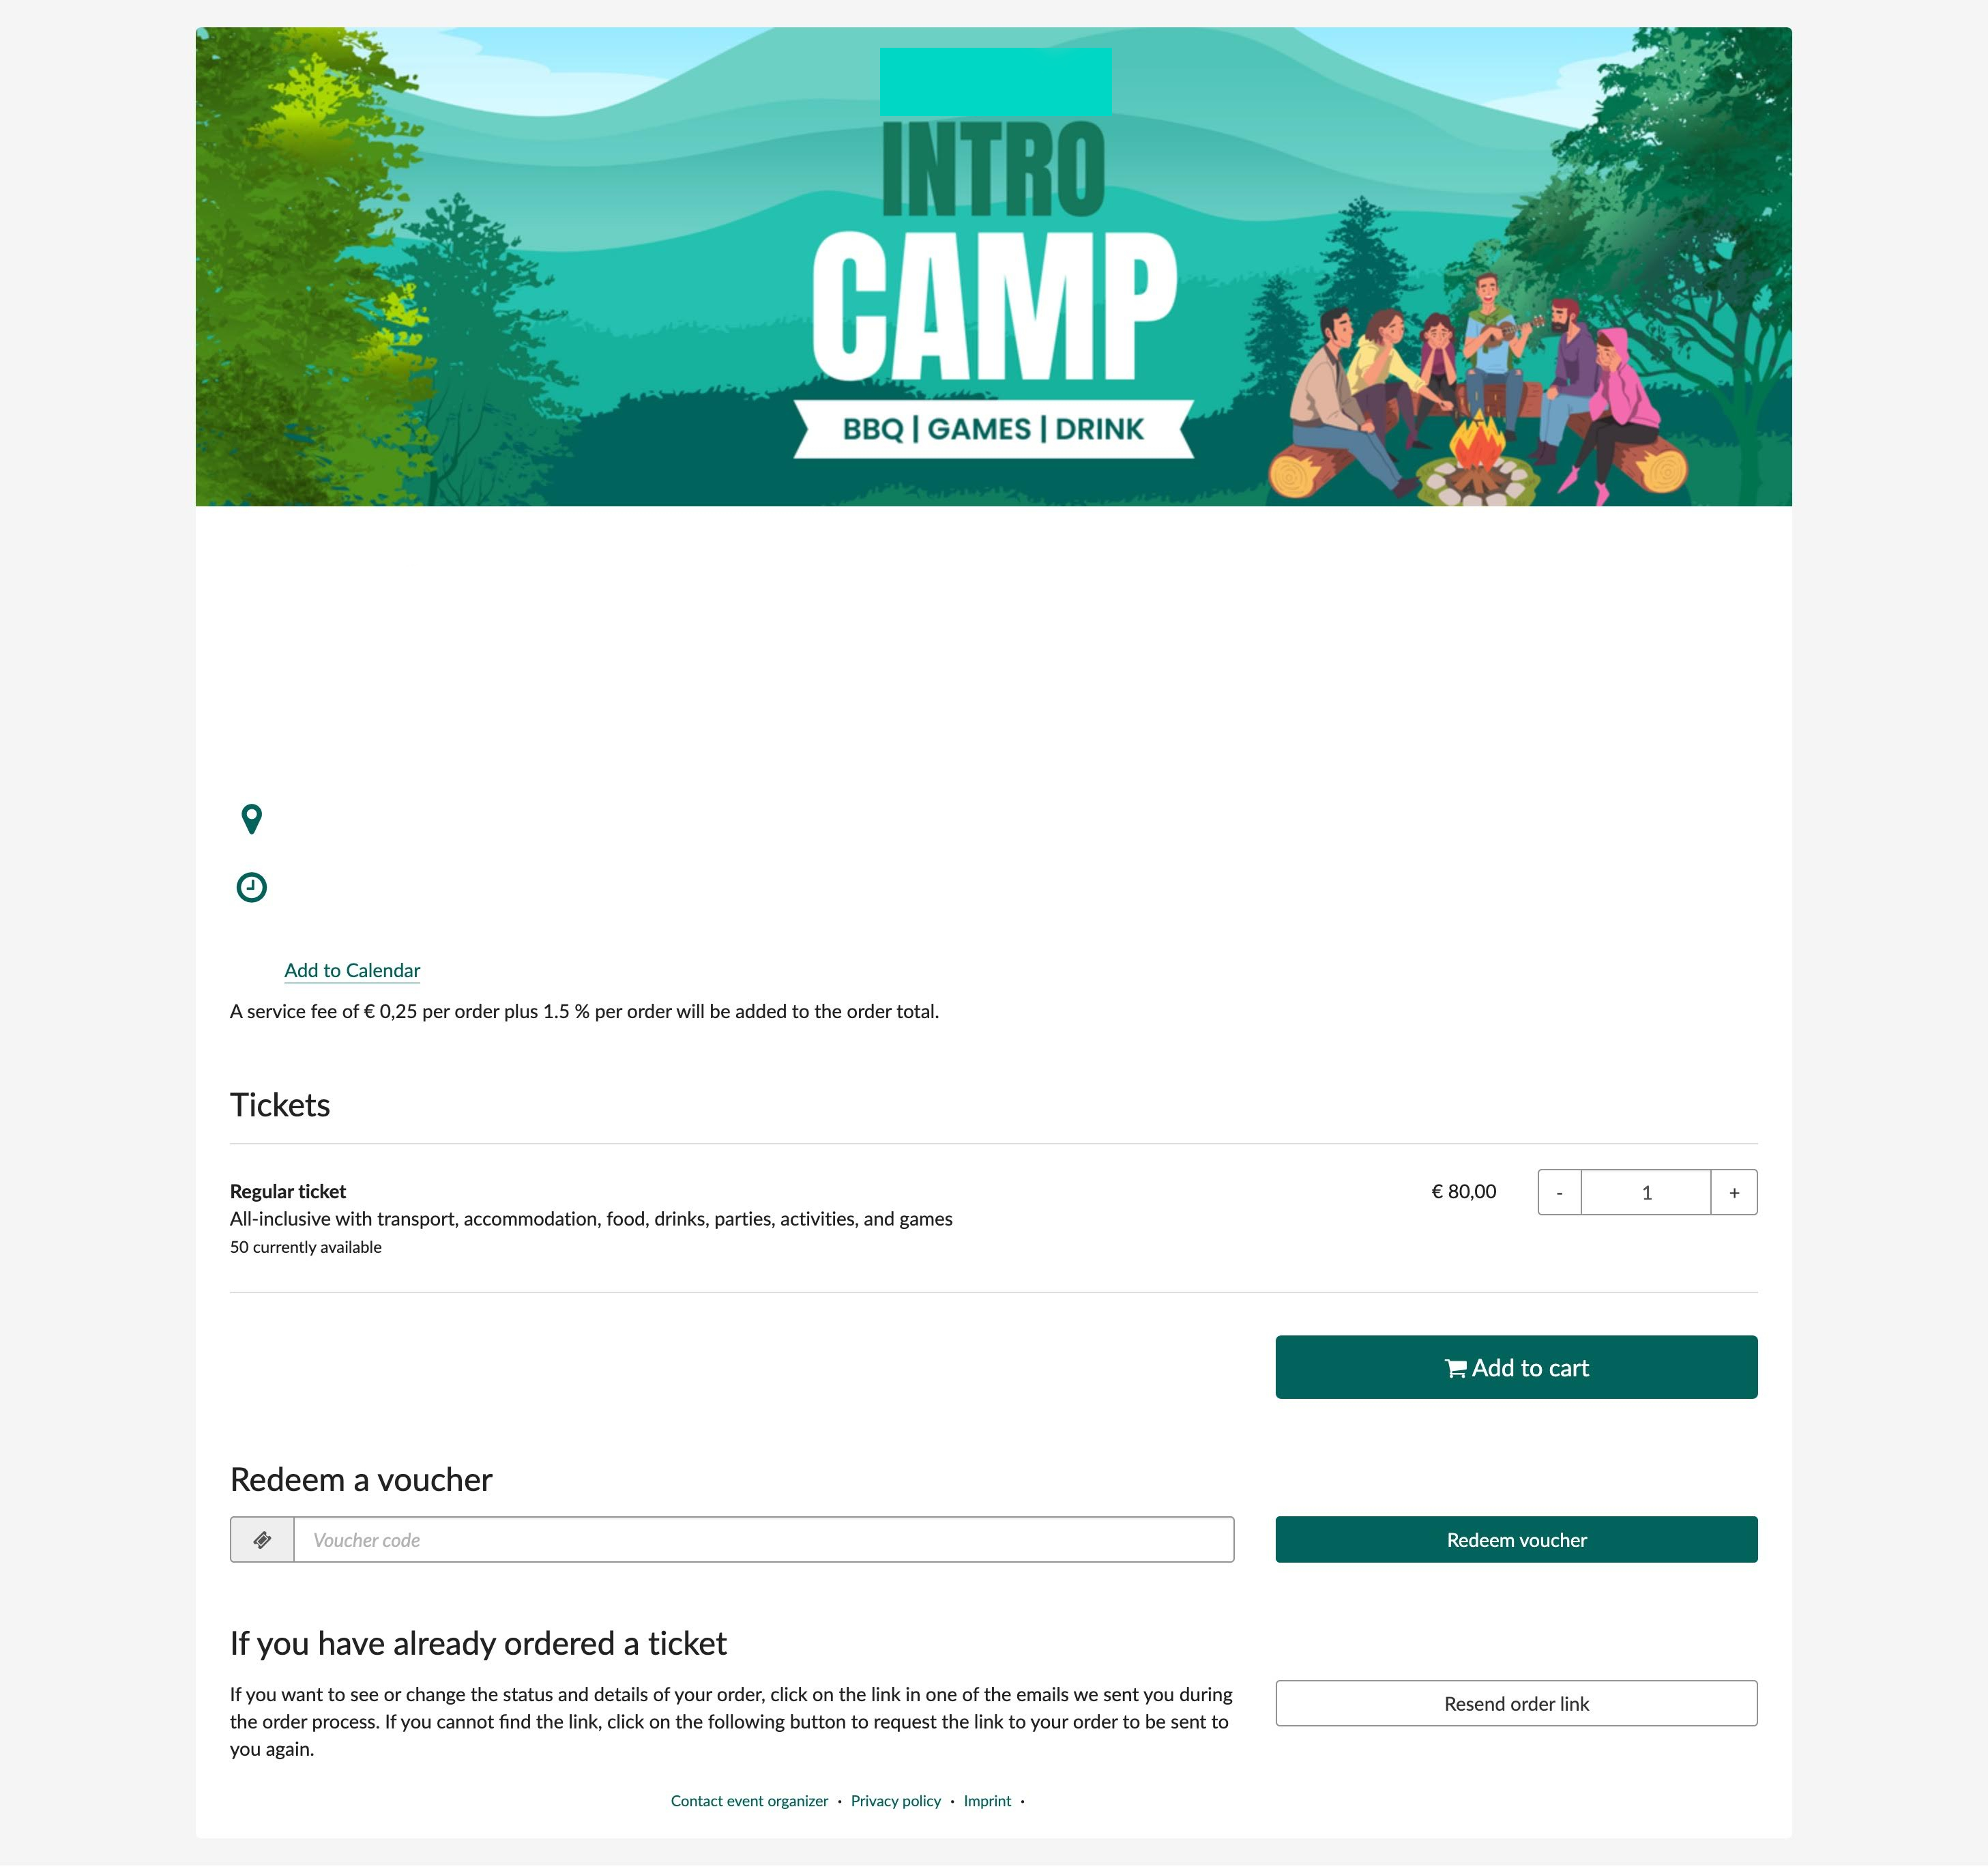 INTRO
CAMP
BBQ | GAMES | DRINK
Add to Calendar
A service fee of € 0,25 per order plus 1.5 % per order will be added to the order total.
Tickets
Regular ticket
€ 80,00
- 1 +
All-inclusive with transport, accommodation, food, drinks, parties, activities, and games
50 currently available
Add to cart
Redeem a voucher
Voucher code
Redeem voucher
If you have already ordered a ticket
If you want to see or change the status and details of your order, click on the link in one of the emails we sent you during
the order process. If you cannot find the link, click on the following button to request the link to your order to be sent to
you again.
Resend order link
Contact event organizer · Privacy policy · Imprint ·